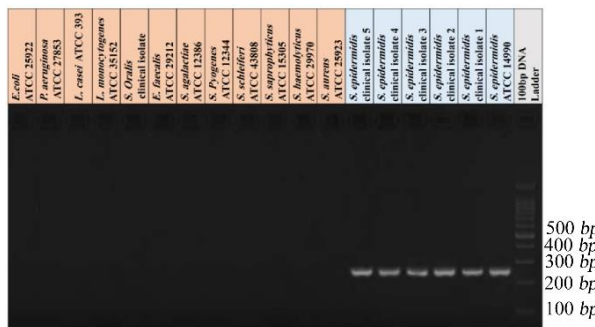 E.coli
ATCC 25922
P. aeruginosa
ATCC 27853
L. casei ATCC 393
L. monocytogenes
ATCC 35152
S. Oralis
clinical isolate
E. faecalis
ATCC 29212
S. agalactiae
ATCC 12386
S. Pyogenes
ATCC 12344
S. schleiferi
ATCC 43808
S. saprophyticus
ATCC 15305
S. haemolyticus
ATCC 29970
S. aureus
ATCC 25923
S. epidermidis
clinical isolate 5
S. epidermidis
clinical isolate 4
S. epidermidis
clinical isolate 3
S. epidermidis
clinical isolate 2
S. epidermidis
clinical isolate 1
S. epidermidis
ATCC 14990
100bp DNA
Ladder
500 bp
400 bp
300 bp
200 bp
100 bp